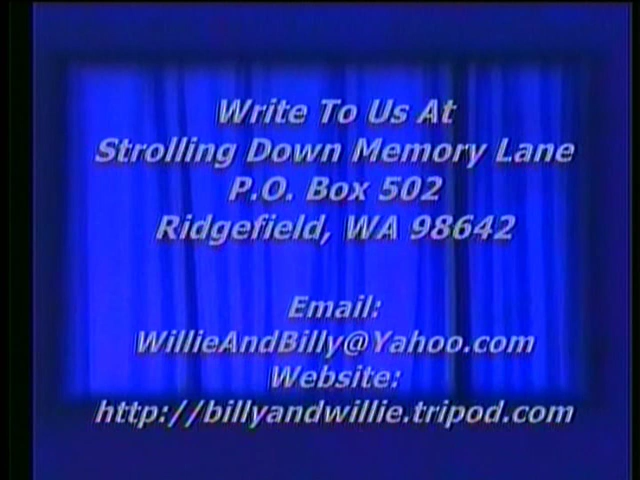 Write To Us At
Strolling Down Memory Lane
P.O. Box 502
Ridgefield, WA 98642
Email:
WillieAndBilly@Yahoo.com
Website:
http://billyandwillie.tripod.com